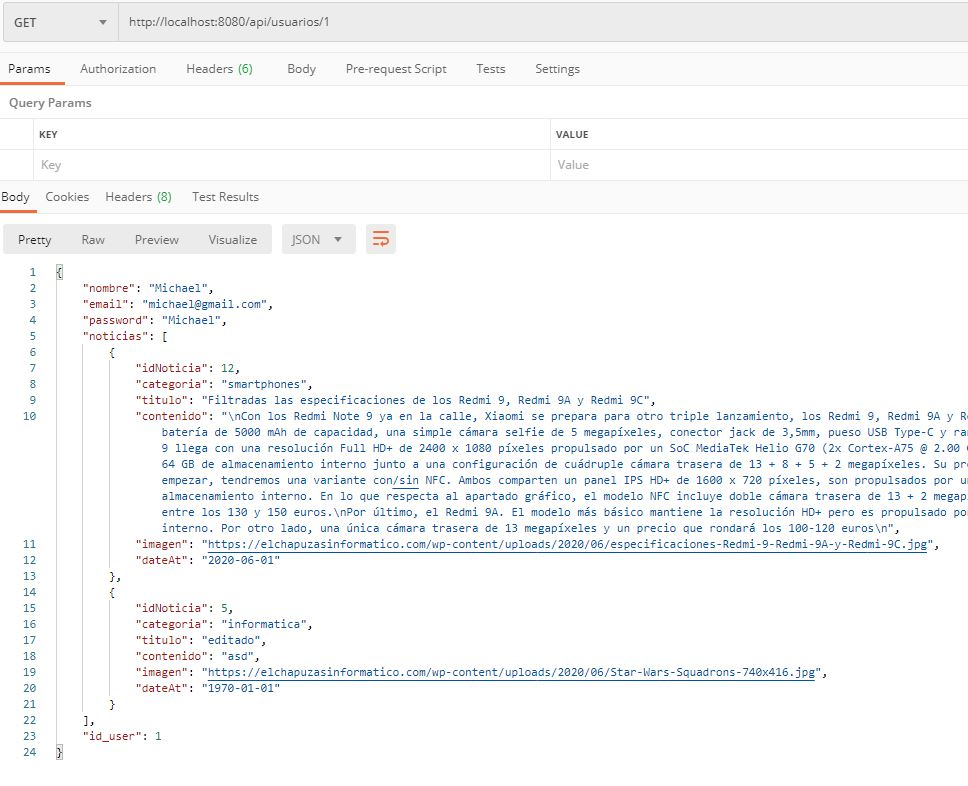 GET http://localhost:8080/api/usuarios/1
Params Authorization Headers (6) Body Pre-request Script Tests Settings
Query Params
KEY VALUE
Key Value
Body Cookies Headers (8) Test Results
Pretty Raw Preview Visualize JSON
1 {
2 "nombre": "Michael",
3 "email": "michael@gmail.com",
4 "password": "Michael",
5 "noticias": [
6 {
7 "idNoticia": 12,
8 "categoria": "smartphones",
9 "titulo": "Filtradas las especificaciones de los Redmi 9, Redmi 9A y Redmi 9C",
10 "contenido": "\nCon los Redmi Note 9 ya en la calle, Xiaomi se prepara para otro triple lanzamiento, los Redmi 9, Redmi 9A y
batería de 5000 mAh de capacidad, una simple cámara selfie de 5 megapíxeles, conector jack de 3,5mm, pueso USB Type-C y
9 llega con una resolución Full HD+ de 2400 x 1080 píxeles propulsado por un SoC MediaTek Helio G70 (2x Cortex-A75 @ 2.00
64 GB de almacenamiento interno junto a una configuración de cuádruple cámara trasera de 13 + 8 + 5 + 2 megapíxeles. Su
empezar, tendremos una variante con/sin NFC. Ambos comparten un panel IPS HD+ de 1600 x 720 píxeles, son propulsados por
almacenamiento interno. En lo que respecta al apartado gráfico, el modelo NFC incluye doble cámara trasera de 13 + 2
entre los 130 y 150 euros.\nPor último, el Redmi 9A. El modelo más básico mantiene la resolución HD+ pero es propulsado
interno. Por otro lado, una única cámara trasera de 13 megapíxeles y un precio que rondará los 100-120 euros\n",
11 "imagen": "https://elchapuzasinformatico.com/wp-content/uploads/2020/06/especificaciones-Redmi-9-Redmi-9A-y-Redmi-9C.jpg",
12 "dateAt": "2020-06-01"
13 },
14 {
15 "idNoticia": 5,
16 "categoria": "informatica",
17 "titulo": "editado",
18 "contenido": "asd",
19 "imagen": "https://elchapuzasinformatico.com/wp-content/uploads/2020/06/Star-Wars-Squadrons-740x416.jpg",
20 "dateAt": "1970-01-01"
21 }
22 ],
23 "id_user": 1
24 }